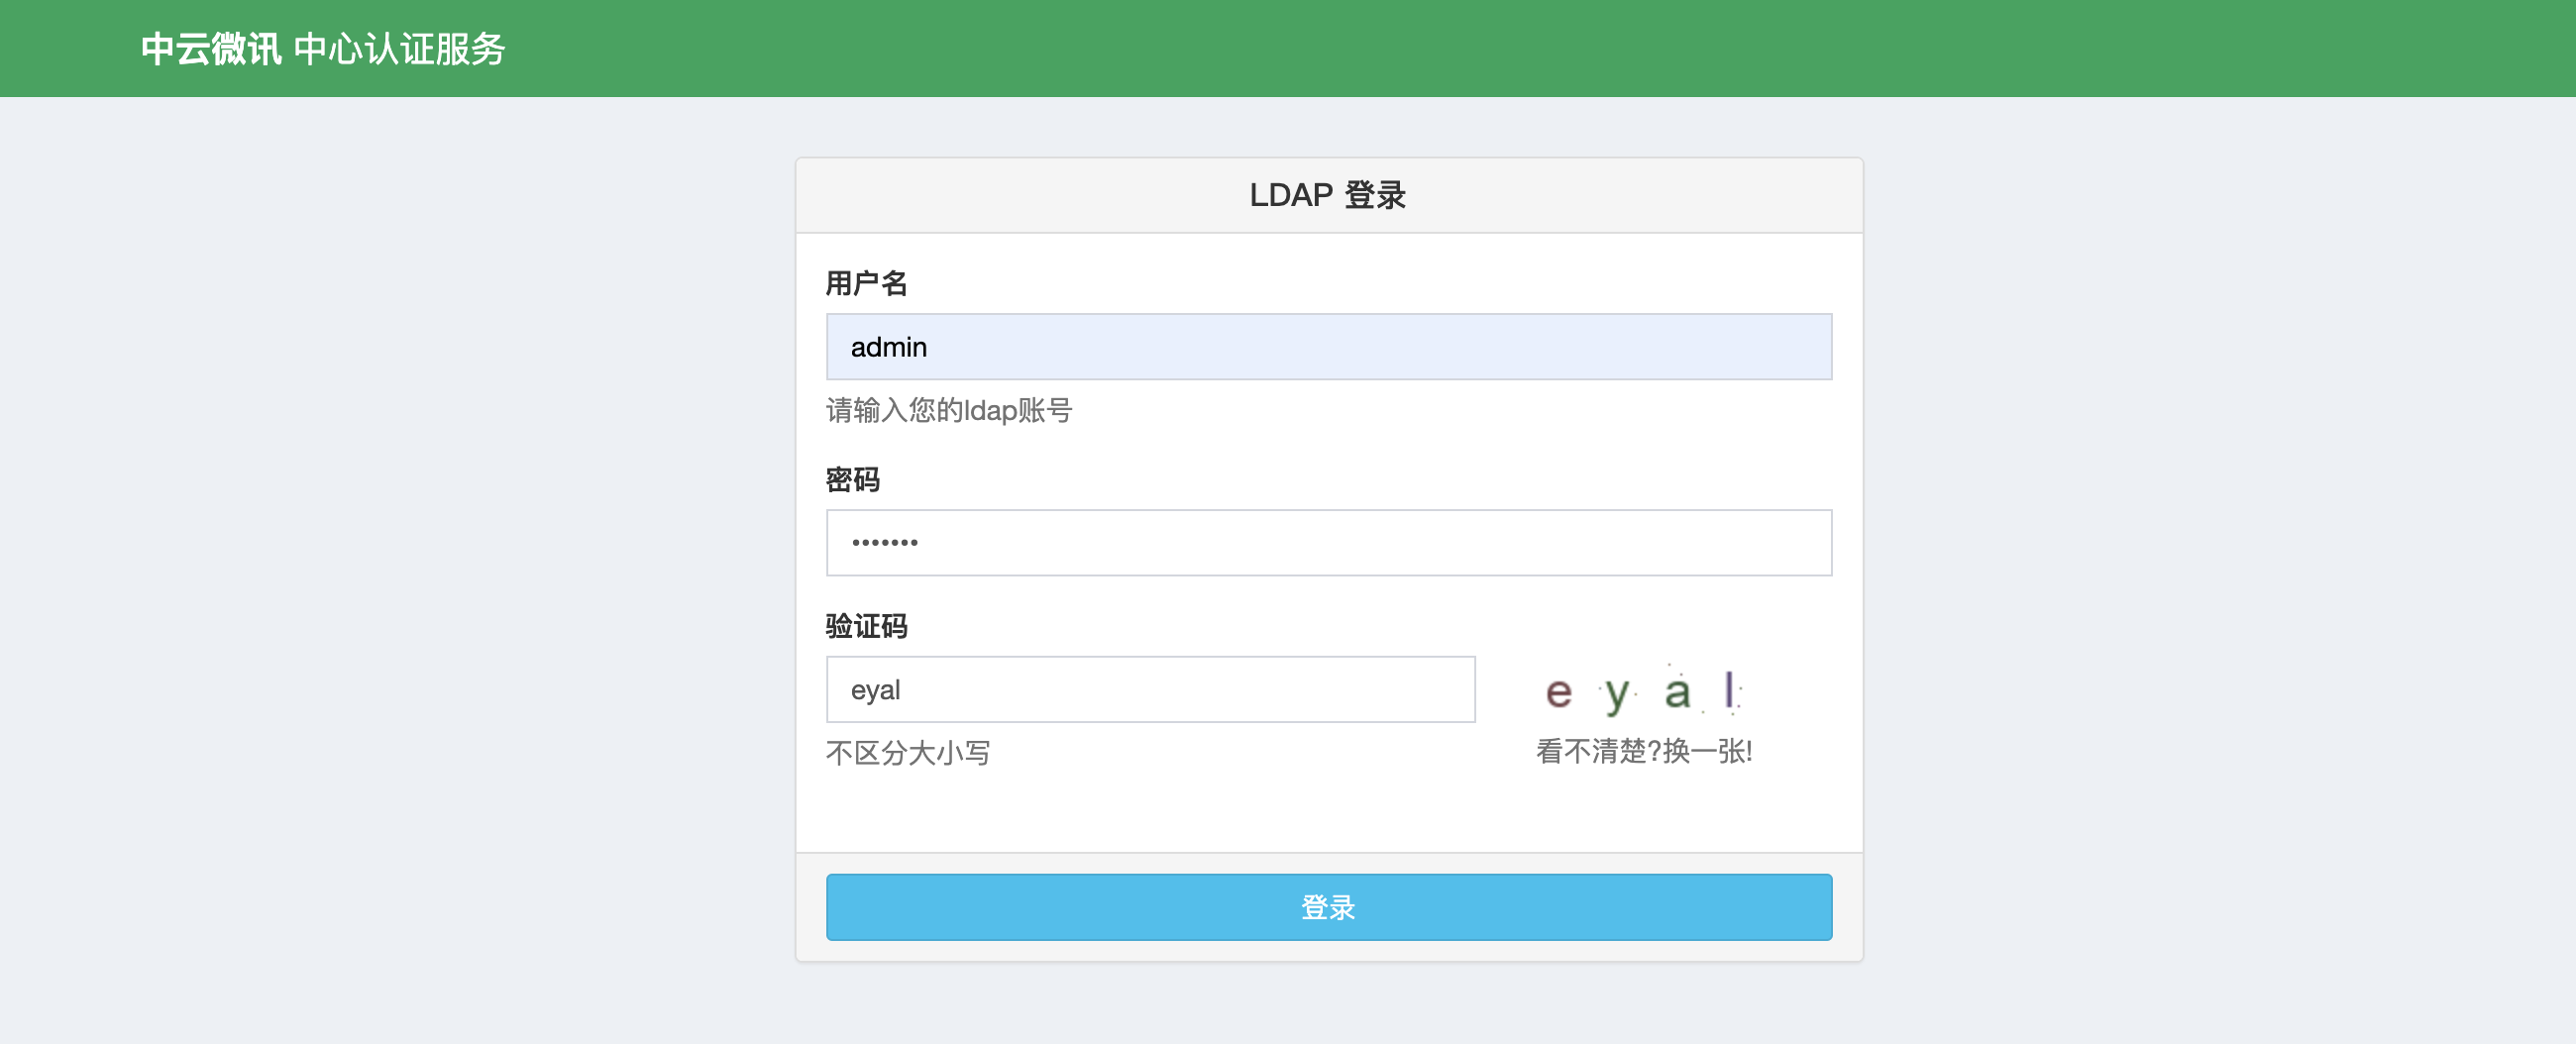 中云微讯 中心认证服务
LDAP 登录
用户名
admin
请输入您的ldap账号
密码
•••••••
验证码
eyal
e y a l
不区分大小写
看不清楚?换一张!
登录